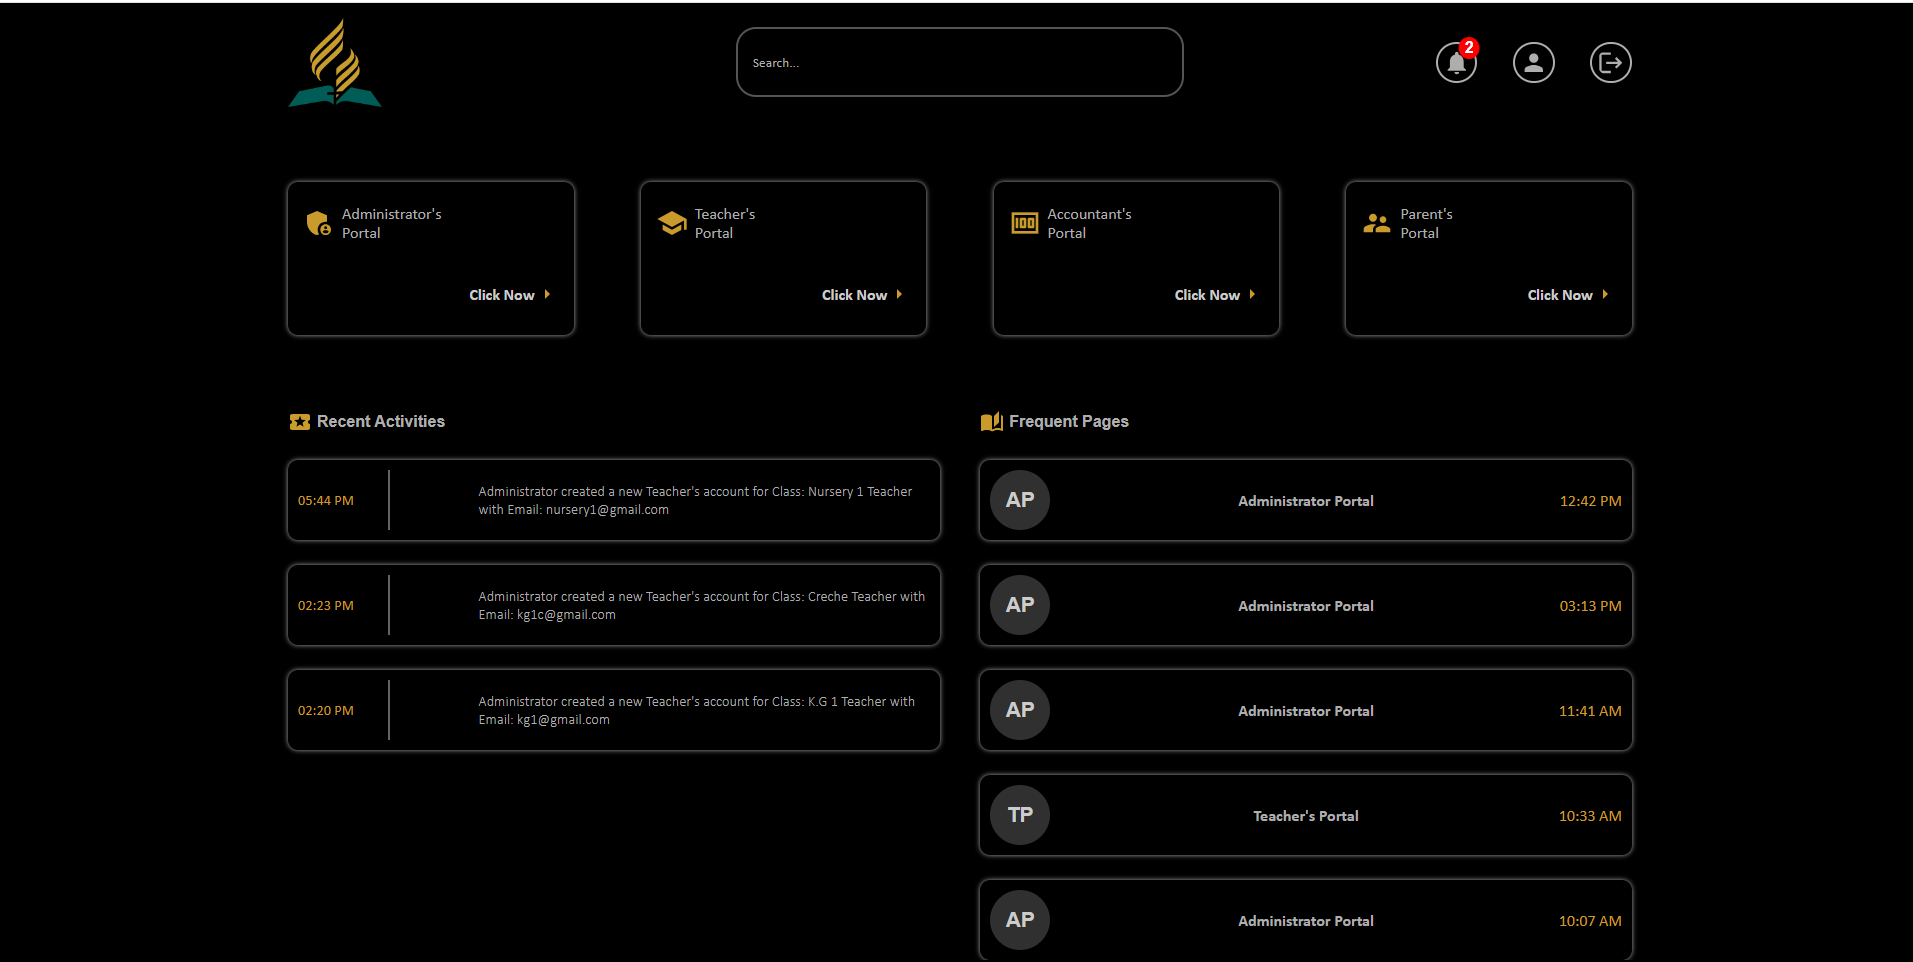 Search...
2
Administrator's
Portal
Click Now
Teacher's
Portal
Click Now
Accountant's
Portal
Click Now
Parent's
Portal
Click Now
Recent Activities
05:44 PM
Administrator created a new Teacher's account for Class: Nursery 1 Teacher
with Email: nursery1@gmail.com
02:23 PM
Administrator created a new Teacher's account for Class: Creche Teacher with
Email: kg1c@gmail.com
02:20 PM
Administrator created a new Teacher's account for Class: K.G 1 Teacher with
Email: kg1@gmail.com
Frequent Pages
AP
Administrator Portal
12:42 PM
AP
Administrator Portal
03:13 PM
AP
Administrator Portal
11:41 AM
TP
Teacher's Portal
10:33 AM
AP
Administrator Portal
10:07 AM